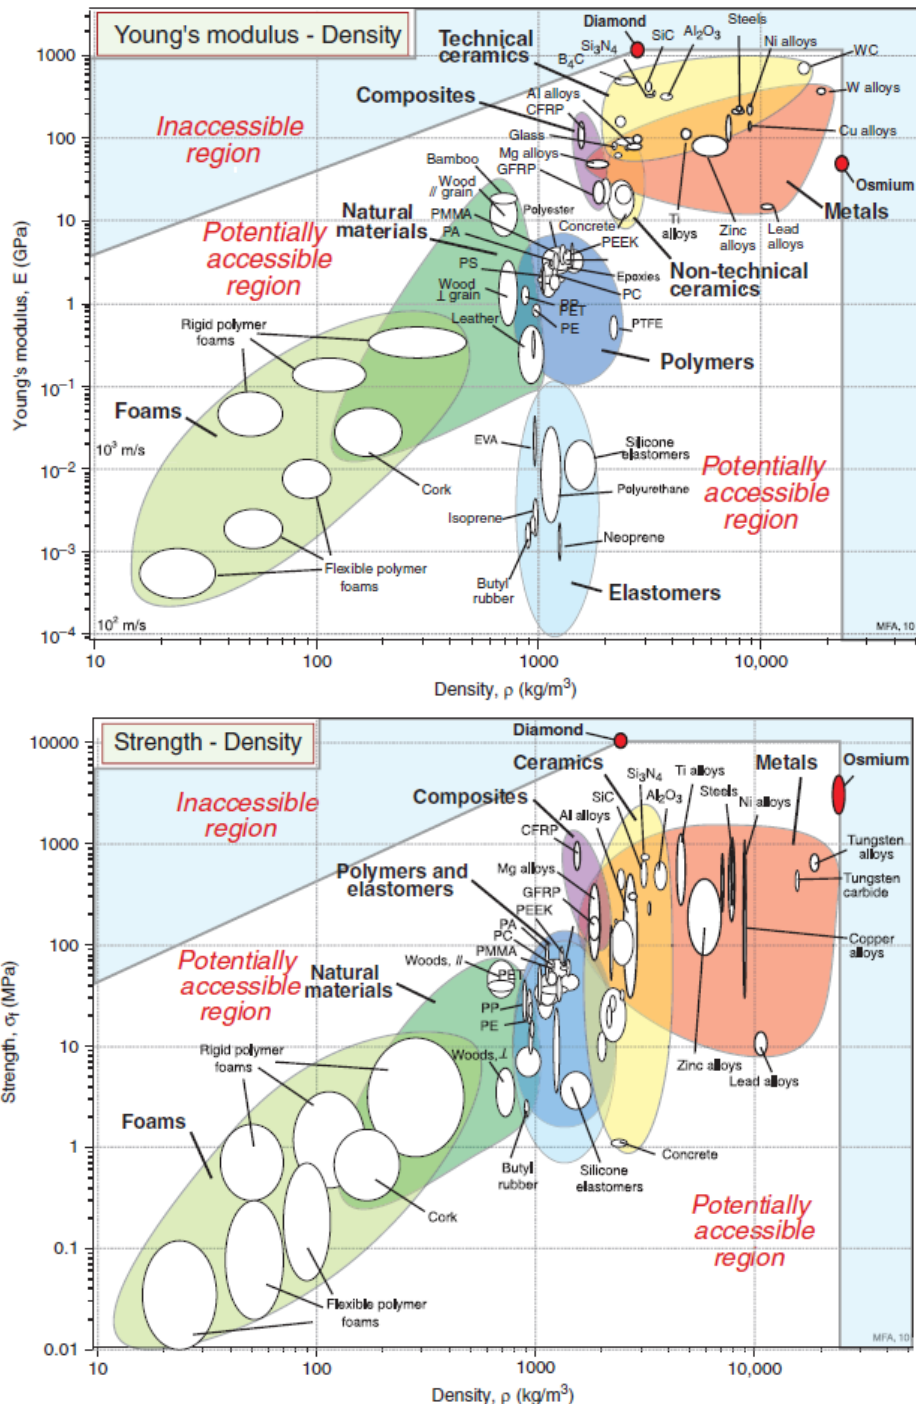 Young's modulus - Density
Diamond
Steels
Technical
ceramics
B4C
Si3N4
SiC
Al2O3
Ni alloys
WC
W alloys
Composites
Al alloys
CFRP
Glass
Mg alloys
GFRP
Cu alloys
Osmium
Inaccessible
region
Bamboo
Wood
// grain
Natural
materials
PMMA
PA
PS
Wood
⊥ grain
Leather
Polyester
Concrete
PEEK
Epoxies
PC
PP
PET
PE
PTFE
Ti
alloys
Zinc
alloys
Lead
alloys
Metals
Non-technical
ceramics
Polymers
Potentially
accessible
region
Rigid polymer
foams
Foams
10³ m/s
Cork
Flexible polymer
foams
10² m/s
EVA
Silicone
elastomers
Polyurethane
Isoprene
Neoprene
Butyl
rubber
Elastomers
Potentially
accessible
region
MFA, 10
Young's modulus, E (GPa)
1000
100
10
1
10⁻¹
10⁻²
10⁻³
10⁻⁴
10
100
1000
10,000
Density, ρ (kg/m³)
Strength - Density
Diamond
Ceramics
Si3N4
Ti alloys
Metals
Osmium
Composites
SiC
Al2O3
Steels
Ni alloys
Al alloys
CFRP
Inaccessible
region
Tungsten
alloys
Tungsten
carbide
Polymers and
elastomers
Mg alloys
GFRP
PEEK
PA
PC
PMMA
PET
PP
PE
Copper
alloys
Potentially
accessible
region
Natural
materials
Woods, //
Woods, ⊥
Rigid polymer
foams
Foams
Zinc alloys
Lead alloys
Butyl
rubber
Silicone
elastomers
Concrete
Cork
Flexible polymer
foams
Potentially
accessible
region
MFA, 10
Strength, σf (MPa)
10000
1000
100
10
1
0.1
0.01
10
100
1000
10,000
Density, ρ (kg/m³)